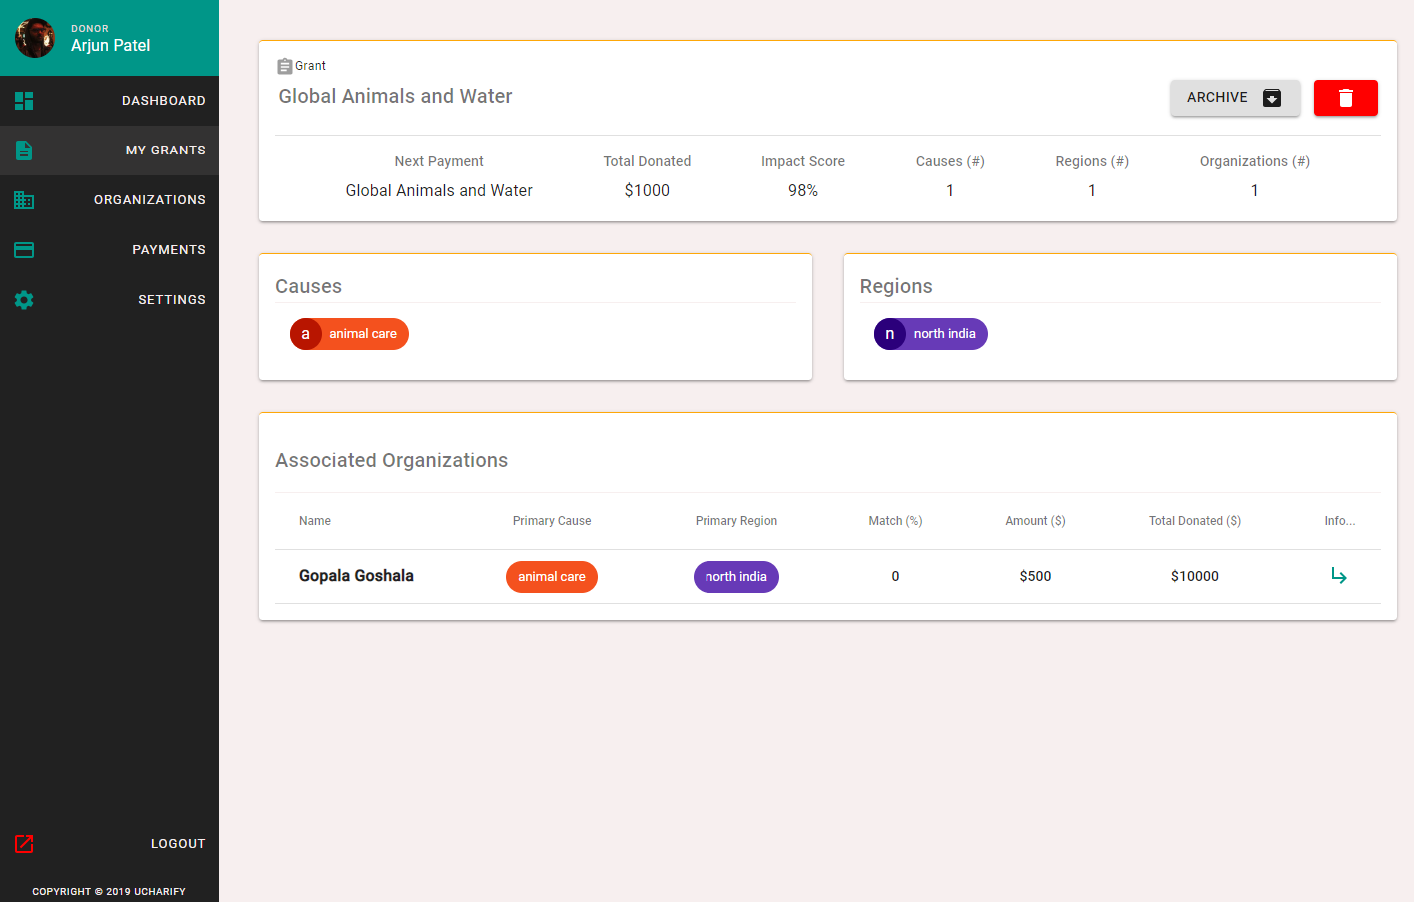 DONOR
Arjun Patel
DASHBOARD
MY GRANTS
ORGANIZATIONS
PAYMENTS
SETTINGS
LOGOUT
COPYRIGHT © 2019 UCHARIFY
Grant
Global Animals and Water
ARCHIVE
Next Payment Total Donated Impact Score Causes (#) Regions (#) Organizations (#)
Global Animals and Water $1000 98% 1 1 1
Causes
a animal care
Regions
n north india
Associated Organizations
Name Primary Cause Primary Region Match (%) Amount ($) Total Donated ($) Info...
Gopala Goshala animal care north india 0 $500 $10000